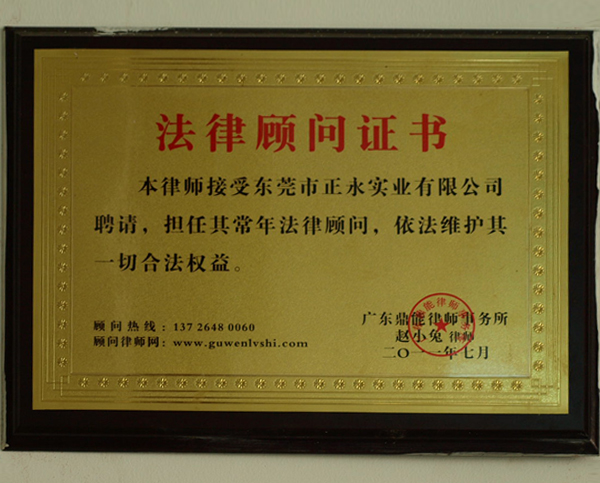 法律顾问证书
本律师接受东莞市正永实业有限公司
聘请，担任其常年法律顾问，依法维护其
一切合法权益。
顾问热线：137 2648 0060
顾问律师网：www.guwenlvshi.com
广东鼎能律师事务所
赵小兔 律师
二〇一一年七月